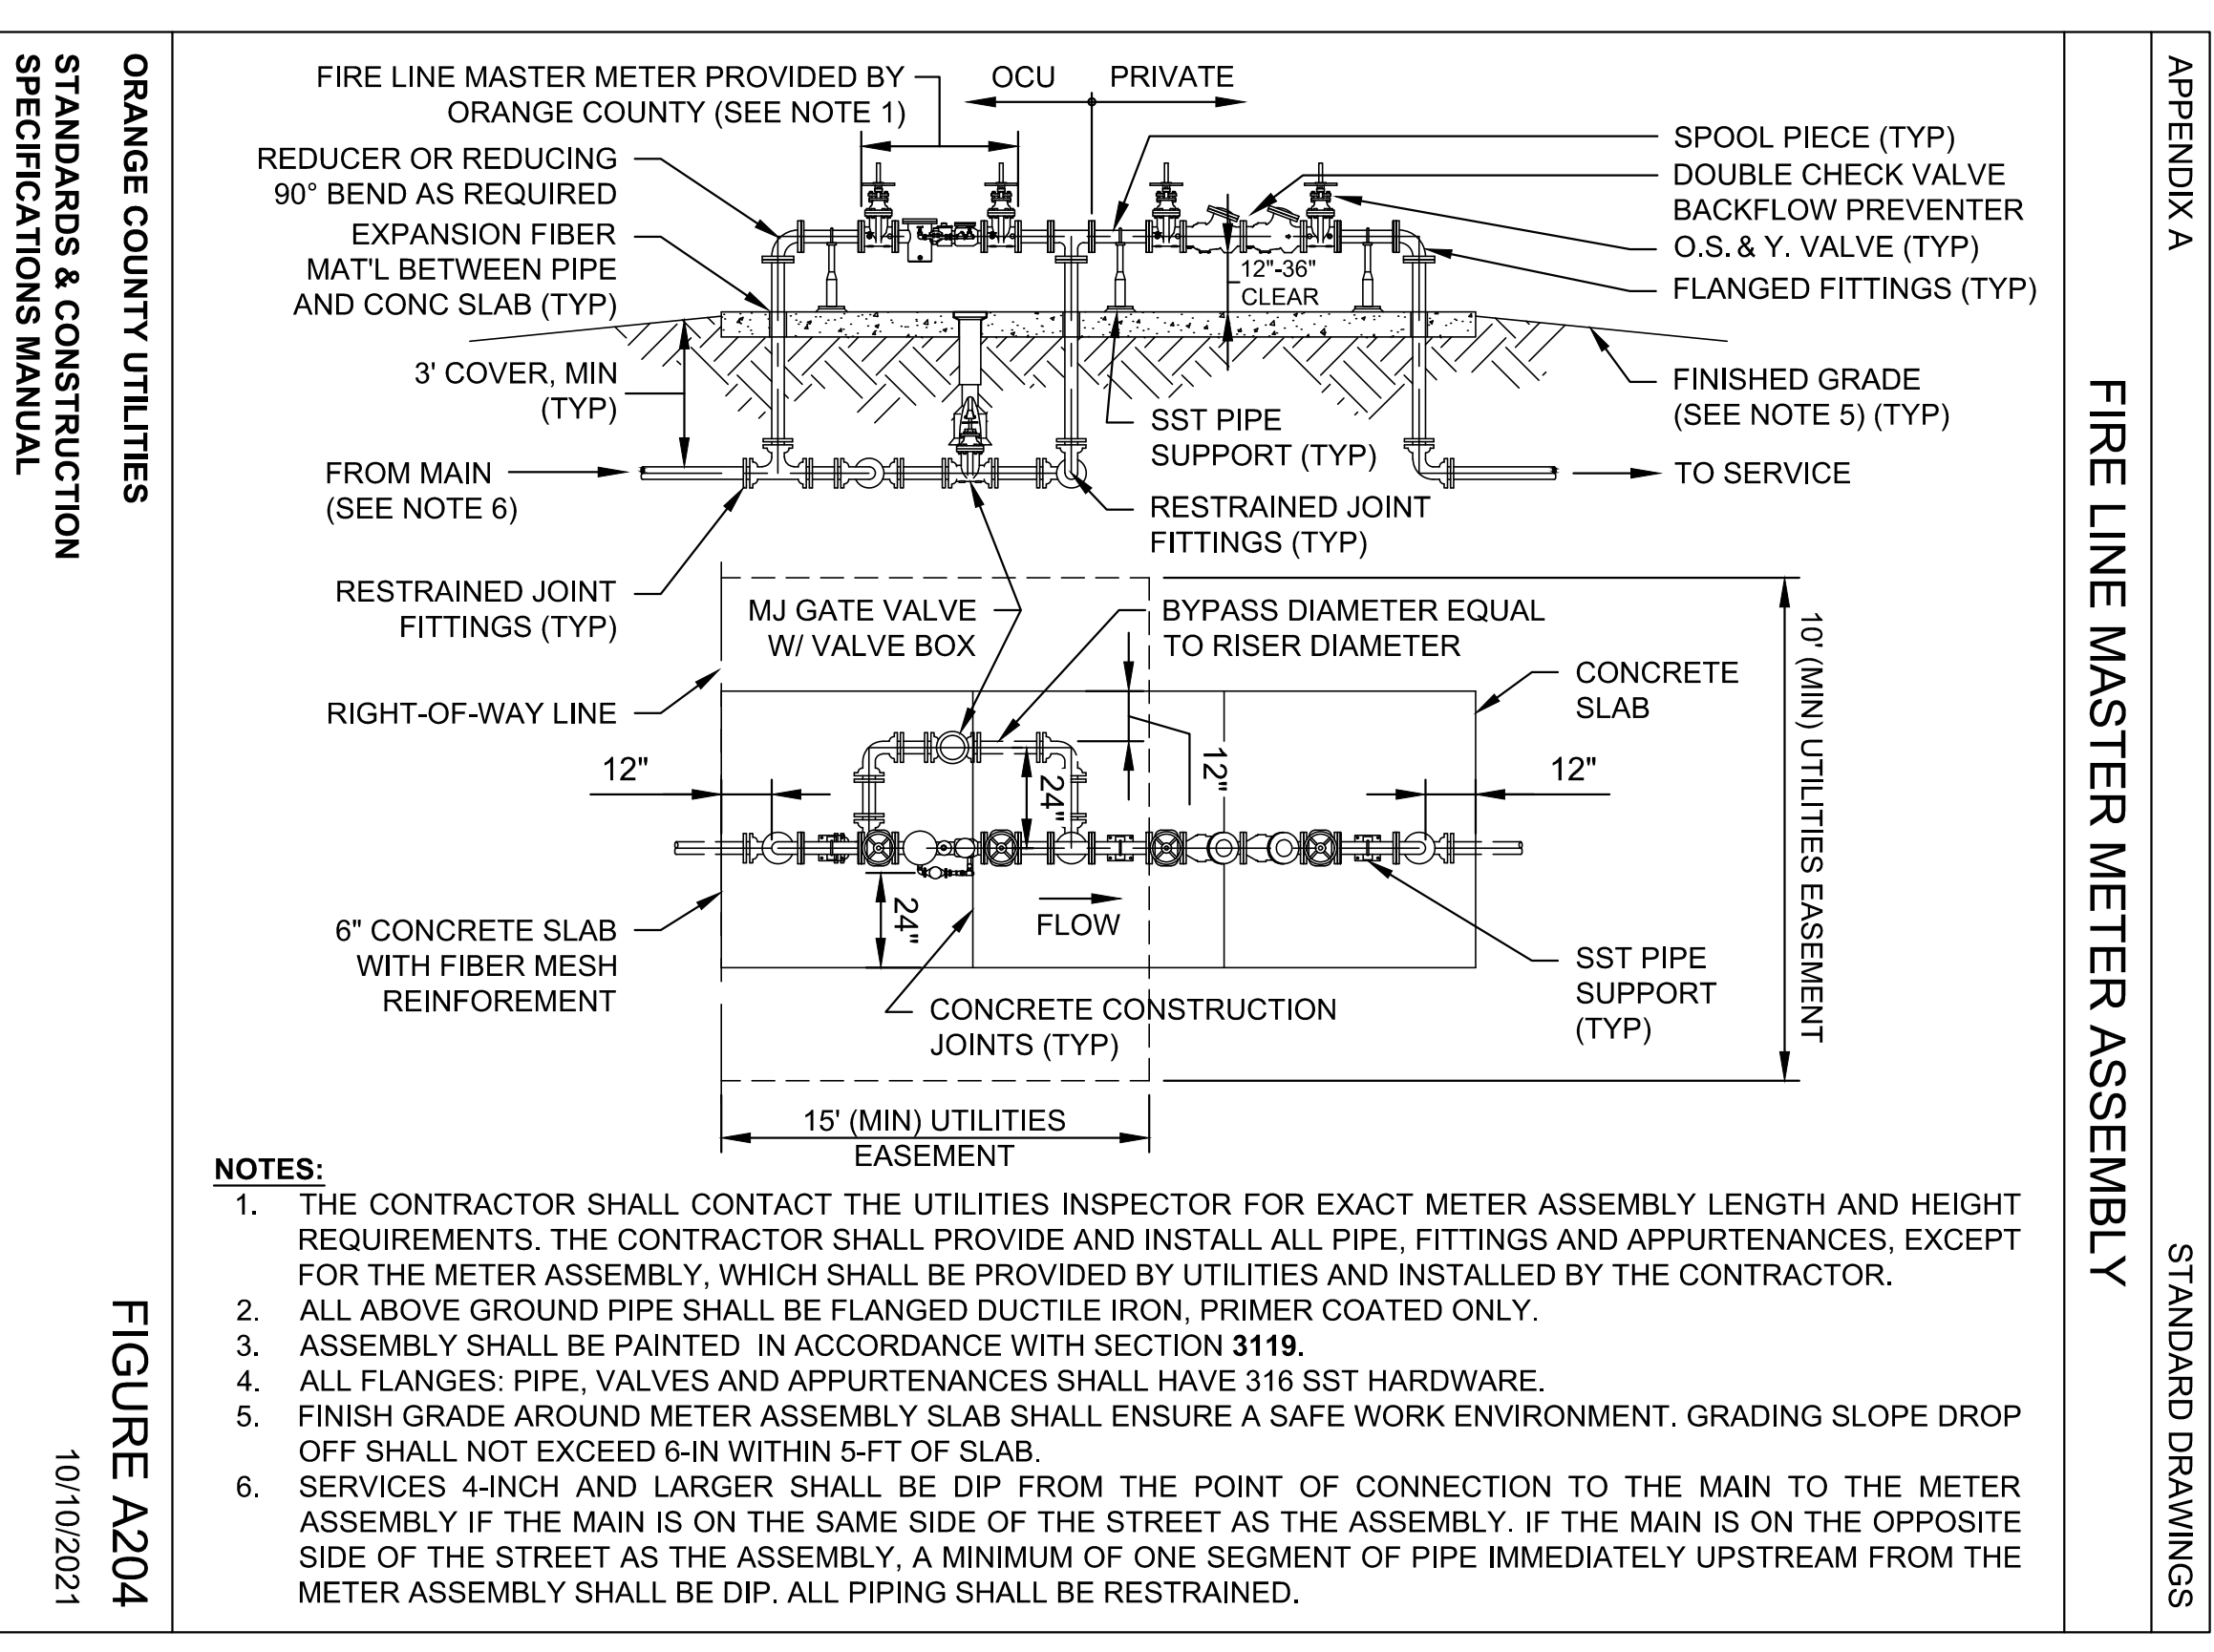 APPENDIX A
STANDARD DRAWINGS
FIRE LINE MASTER METER ASSEMBLY
FIRE LINE MASTER METER PROVIDED BY
ORANGE COUNTY (SEE NOTE 1)
OCU
PRIVATE
REDUCER OR REDUCING
90° BEND AS REQUIRED
EXPANSION FIBER
MAT'L BETWEEN PIPE
AND CONC SLAB (TYP)
3' COVER, MIN
(TYP)
FROM MAIN
(SEE NOTE 6)
RESTRAINED JOINT
FITTINGS (TYP)
SPOOL PIECE (TYP)
DOUBLE CHECK VALVE
BACKFLOW PREVENTER
O.S. & Y. VALVE (TYP)
FLANGED FITTINGS (TYP)
12"-36"
CLEAR
FINISHED GRADE
(SEE NOTE 5) (TYP)
SST PIPE
SUPPORT (TYP)
TO SERVICE
RESTRAINED JOINT
FITTINGS (TYP)
MJ GATE VALVE
W/ VALVE BOX
BYPASS DIAMETER EQUAL
TO RISER DIAMETER
RIGHT-OF-WAY LINE
CONCRETE
SLAB
10' (MIN) UTILITIES EASEMENT
12"
12"
24"
12"
24"
FLOW
6" CONCRETE SLAB
WITH FIBER MESH
REINFOREMENT
CONCRETE CONSTRUCTION
JOINTS (TYP)
SST PIPE
SUPPORT
(TYP)
15' (MIN) UTILITIES
EASEMENT
NOTES:
1. THE CONTRACTOR SHALL CONTACT THE UTILITIES INSPECTOR FOR EXACT METER ASSEMBLY LENGTH AND HEIGHT
REQUIREMENTS. THE CONTRACTOR SHALL PROVIDE AND INSTALL ALL PIPE, FITTINGS AND APPURTENANCES, EXCEPT
FOR THE METER ASSEMBLY, WHICH SHALL BE PROVIDED BY UTILITIES AND INSTALLED BY THE CONTRACTOR.
2. ALL ABOVE GROUND PIPE SHALL BE FLANGED DUCTILE IRON, PRIMER COATED ONLY.
3. ASSEMBLY SHALL BE PAINTED IN ACCORDANCE WITH SECTION 3119.
4. ALL FLANGES: PIPE, VALVES AND APPURTENANCES SHALL HAVE 316 SST HARDWARE.
5. FINISH GRADE AROUND METER ASSEMBLY SLAB SHALL ENSURE A SAFE WORK ENVIRONMENT. GRADING SLOPE DROP
OFF SHALL NOT EXCEED 6-IN WITHIN 5-FT OF SLAB.
6. SERVICES 4-INCH AND LARGER SHALL BE DIP FROM THE POINT OF CONNECTION TO THE MAIN TO THE METER
ASSEMBLY IF THE MAIN IS ON THE SAME SIDE OF THE STREET AS THE ASSEMBLY. IF THE MAIN IS ON THE OPPOSITE
SIDE OF THE STREET AS THE ASSEMBLY, A MINIMUM OF ONE SEGMENT OF PIPE IMMEDIATELY UPSTREAM FROM THE
METER ASSEMBLY SHALL BE DIP. ALL PIPING SHALL BE RESTRAINED.
ORANGE COUNTY UTILITIES
STANDARDS & CONSTRUCTION
SPECIFICATIONS MANUAL
FIGURE A204
10/10/2021